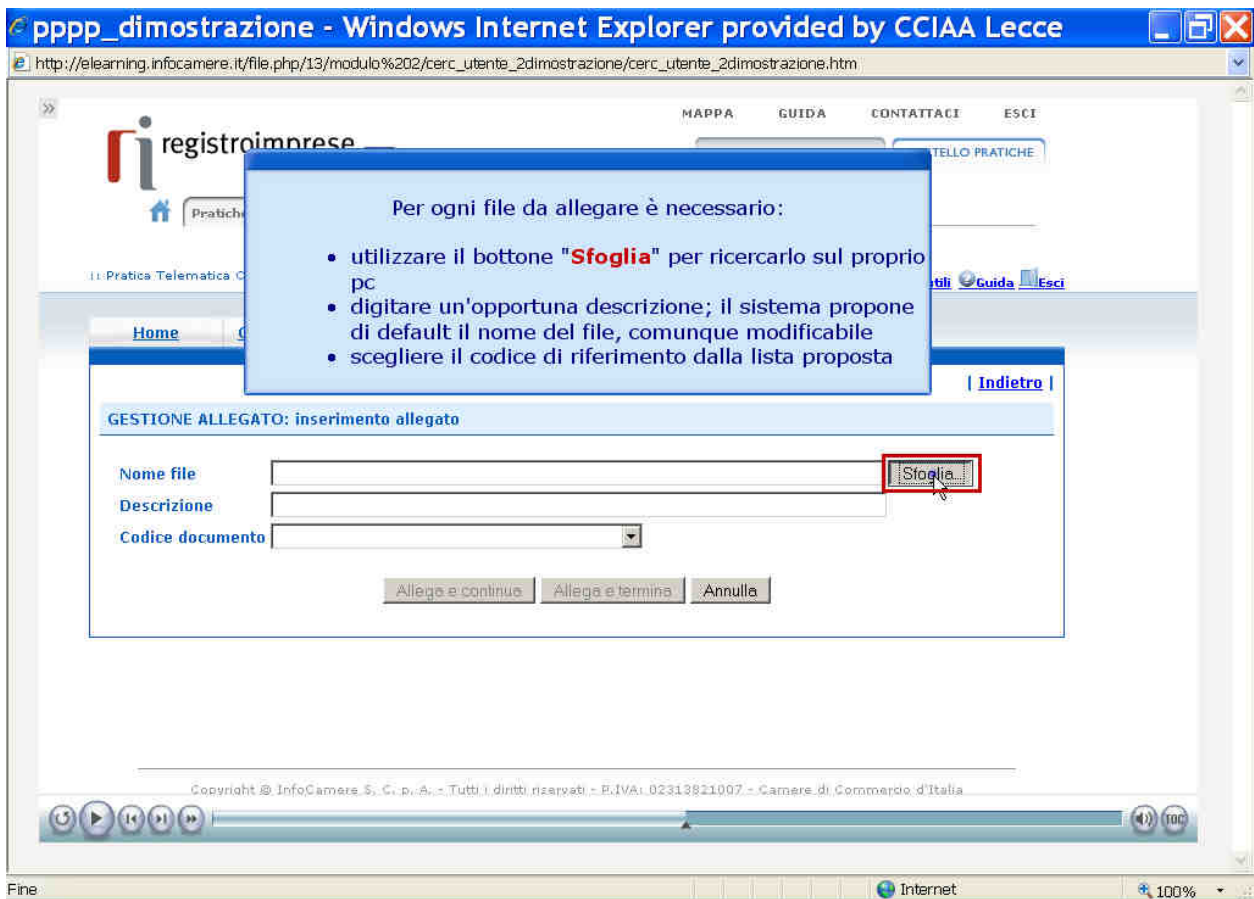 pppp_dimostrazione - Windows Internet Explorer provided by CCIAA Lecce
http://elearning.infocamere.it/file.php/13/modulo%202/cerc_utente_2dimostrazione/cerc_utente_2dimostrazione.htm
MAPPA GUIDA CONTATTACI ESCI
registroimprese
TELLO PRATICHE
Pratiche
Per ogni file da allegare è necessario:
• utilizzare il bottone "Sfoglia" per ricercarlo sul proprio
pc
• digitare un'opportuna descrizione; il sistema propone
di default il nome del file, comunque modificabile
• scegliere il codice di riferimento dalla lista proposta
:: Pratica Telematica
Guida Esci
Home
| Indietro |
GESTIONE ALLEGATO: inserimento allegato
Nome file
Sfoglia...
Descrizione
Codice documento
Allega e continua Allega e termina Annulla
Copyright @ InfoCamere S. C. p. A. - Tutti i diritti riservati - P.IVA: 02313821007 - Camere di Commercio d'Italia
TOC
Fine Internet 100%